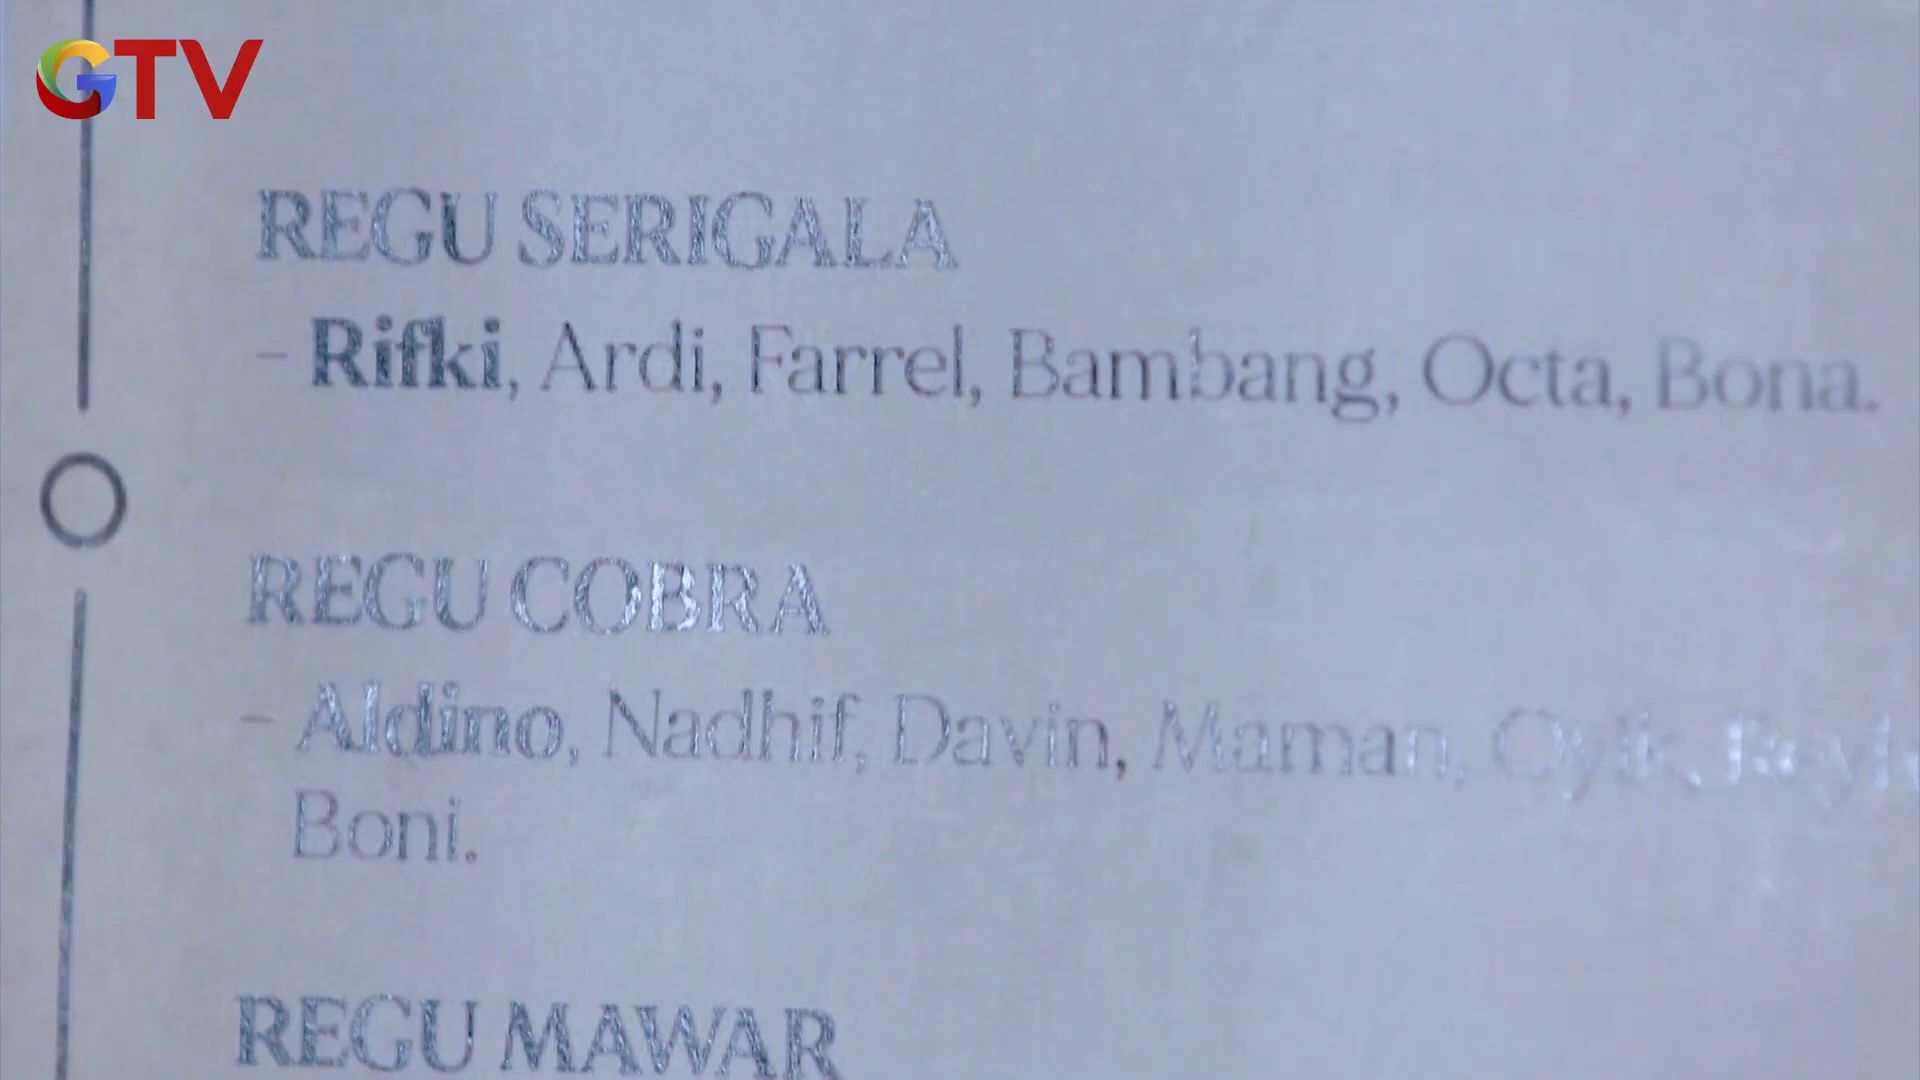 GTV
REGU SERIGALA
– Rifki, Ardi, Farrel, Bambang, Octa, Bona.
REGU COBRA
– Aldino, Nadhif, Davin, Maman,
Boni.
REGU MAWAR